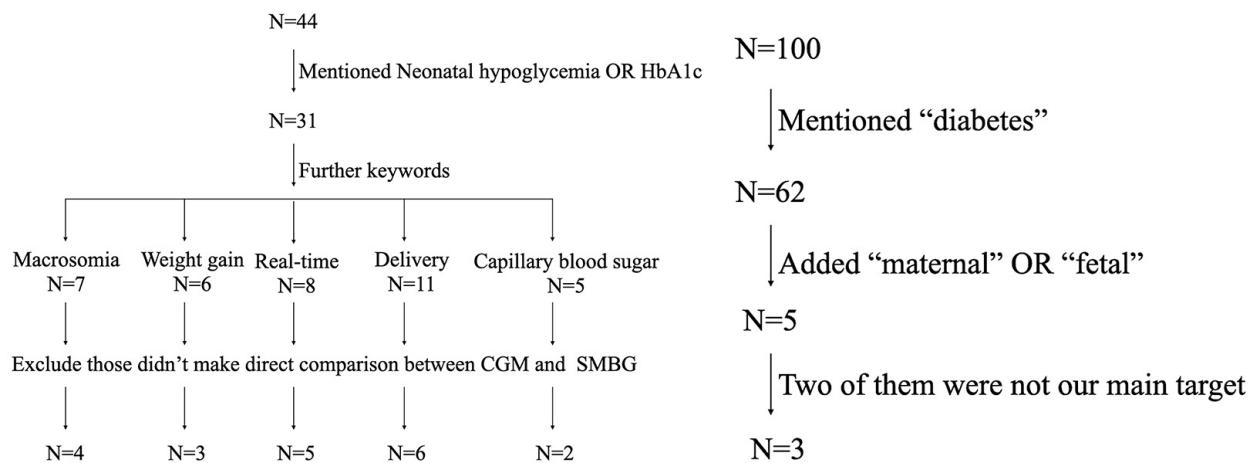 N=44
Mentioned Neonatal hypoglycemia OR HbA1c
N=31
Further keywords
Macrosomia
N=7
Weight gain
N=6
Real-time
N=8
Delivery
N=11
Capillary blood sugar
N=5
Exclude those didn’t make direct comparison between CGM and SMBG
N=4
N=3
N=5
N=6
N=2
N=100
Mentioned “diabetes”
N=62
Added “maternal” OR “fetal”
N=5
Two of them were not our main target
N=3